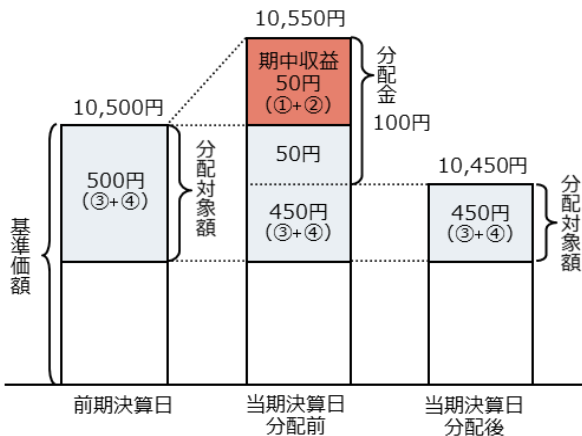 10,550円
期中収益
50円
(①+②)
分配金
100円
10,500円
500円
(③+④)
分配対象額
50円
450円
(③+④)
10,450円
450円
(③+④)
分配対象額
基準価額
前期決算日
当期決算日
分配前
当期決算日
分配後